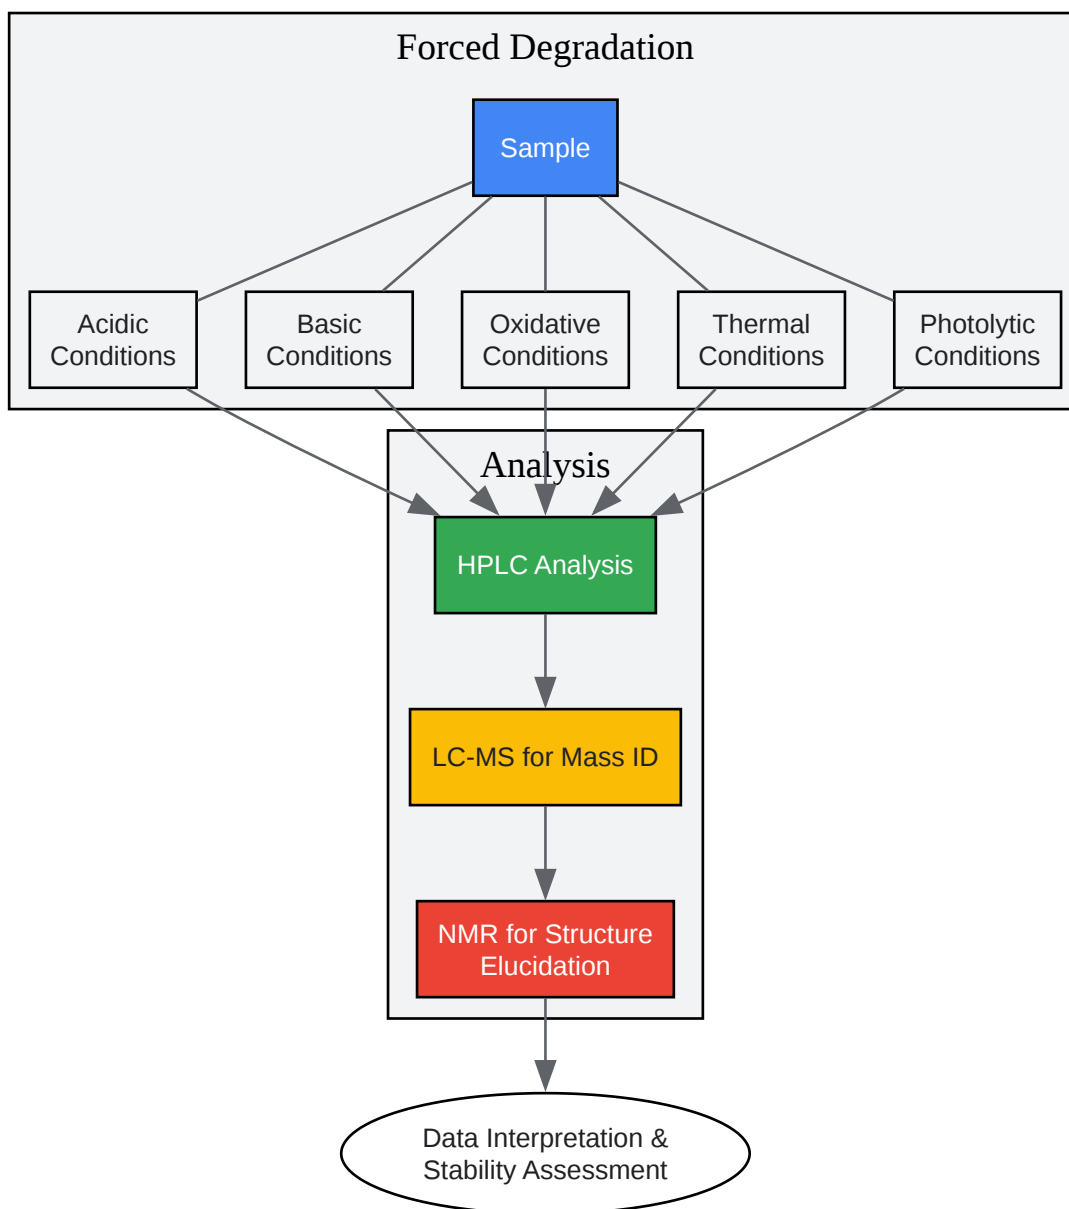 Forced Degradation
Sample
Acidic
Conditions
Basic
Conditions
Oxidative
Conditions
Thermal
Conditions
Photolytic
Conditions
Analysis
HPLC Analysis
LC-MS for Mass ID
NMR for Structure
Elucidation
Data Interpretation &
Stability Assessment